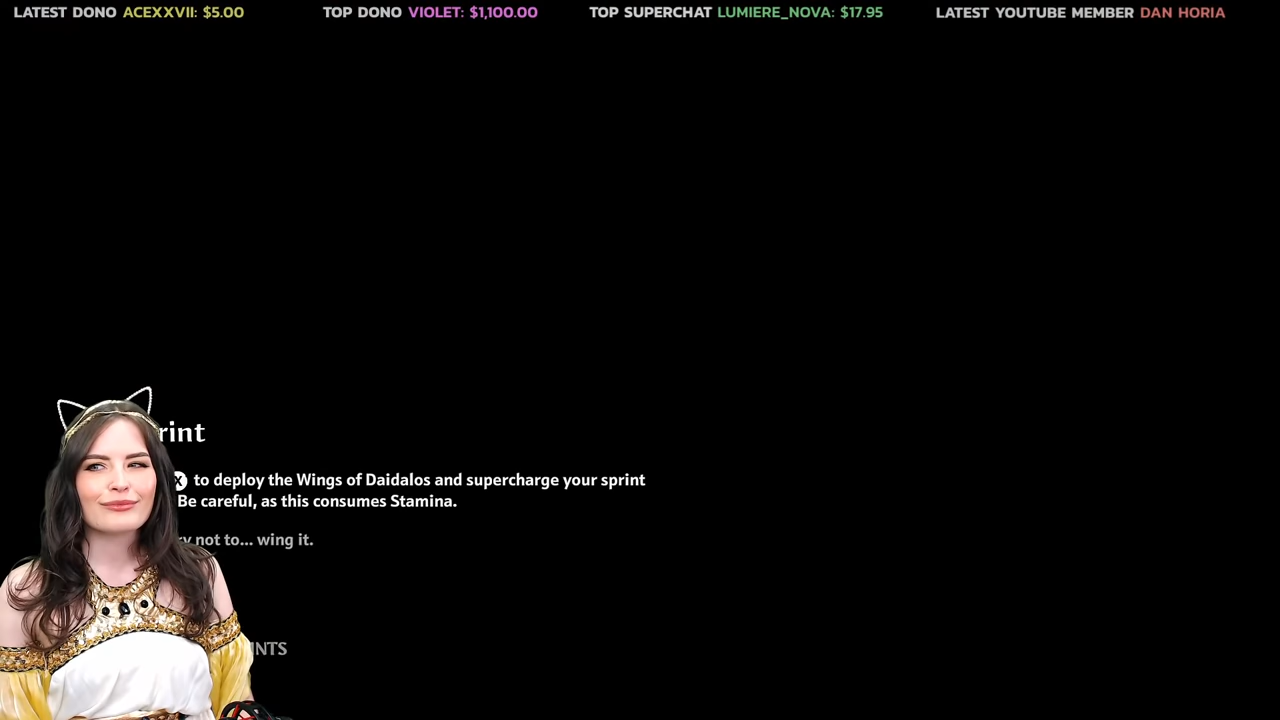 LATEST DONO ACEXXVII: $5.00 TOP DONO VIOLET: $1,100.00 TOP SUPERCHAT LUMIERE_NOVA: $17.95 LATEST YOUTUBE MEMBER DAN HORIA
rint
X to deploy the Wings of Daidalos and supercharge your sprint
Be careful, as this consumes Stamina.
ry not to... wing it.
INTS